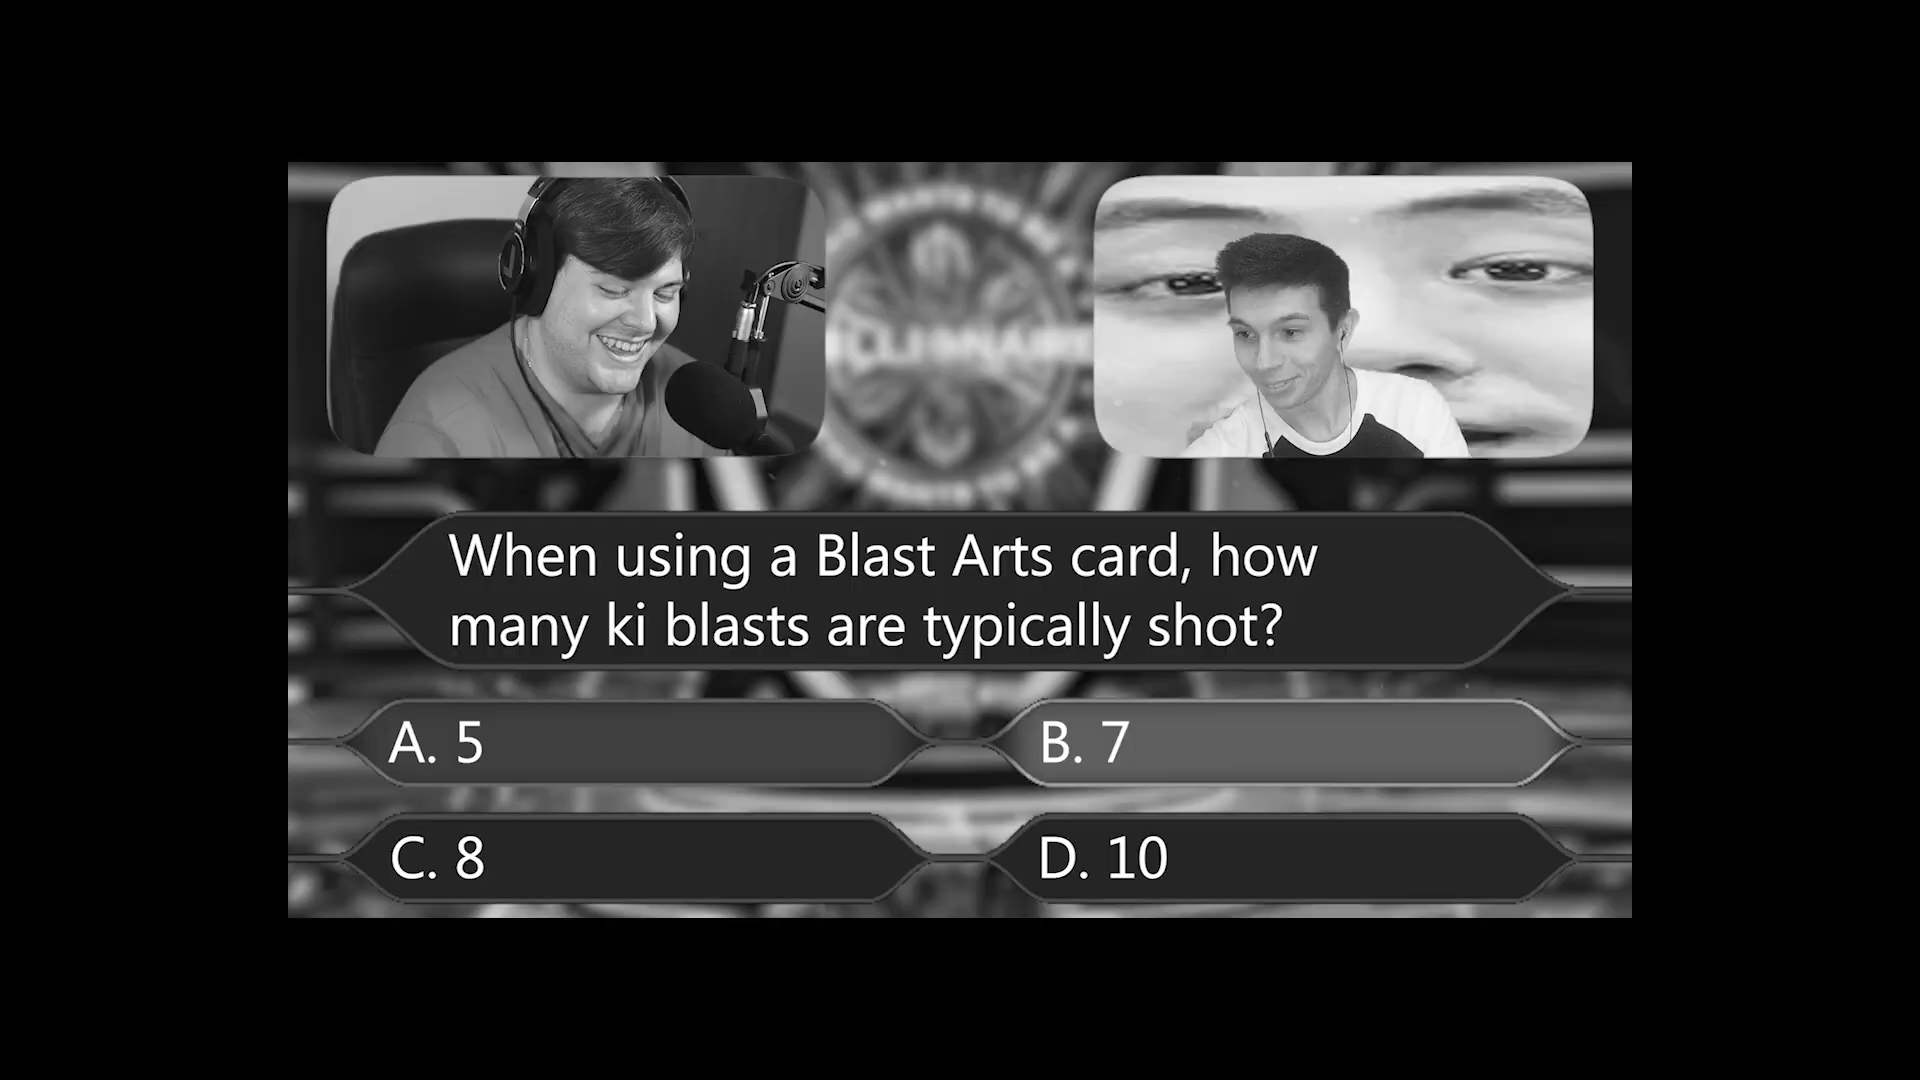 When using a Blast Arts card, how
many ki blasts are typically shot?
A. 5
B. 7
C. 8
D. 10